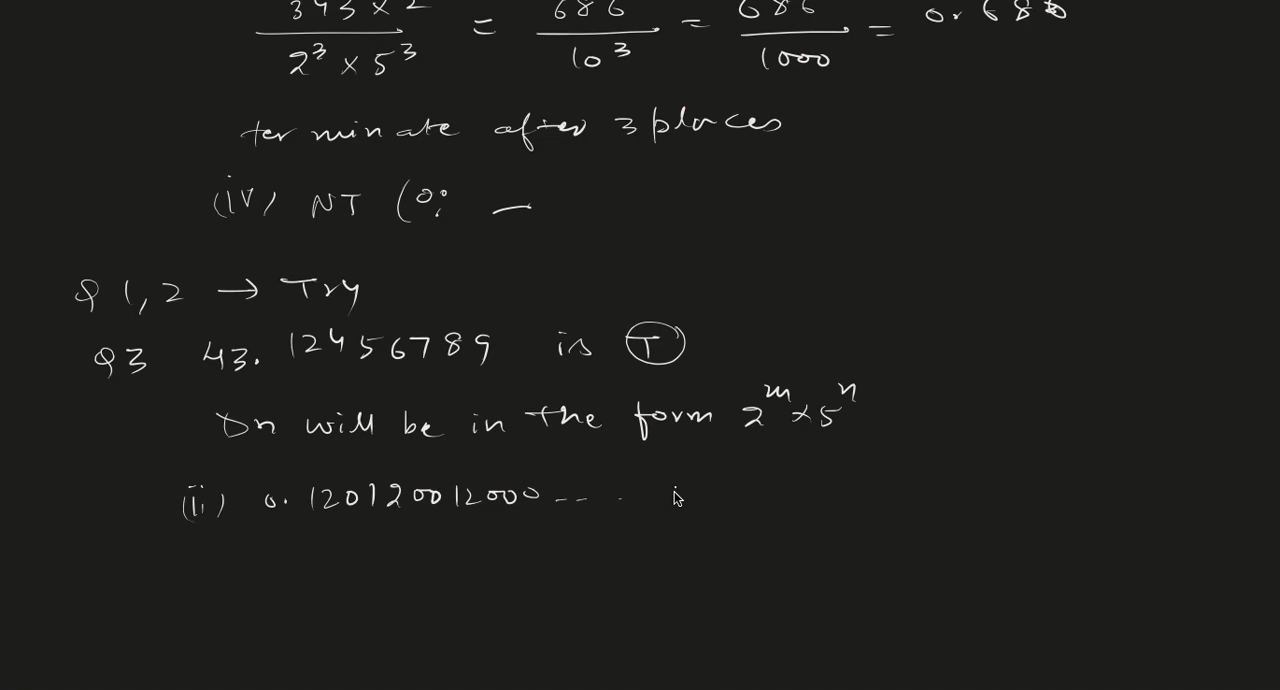 343 × 2 / 2³ × 5³ = 686 / 10³ = 686 / 1000 = 0.686
terminate after 3 places
(iv) NT (0:
Q 1, 2 → Try
Q3 43. 12456789 is T
Dn will be in the form 2^m × 5^n
(ii) 0. 120120012000 -- - . i